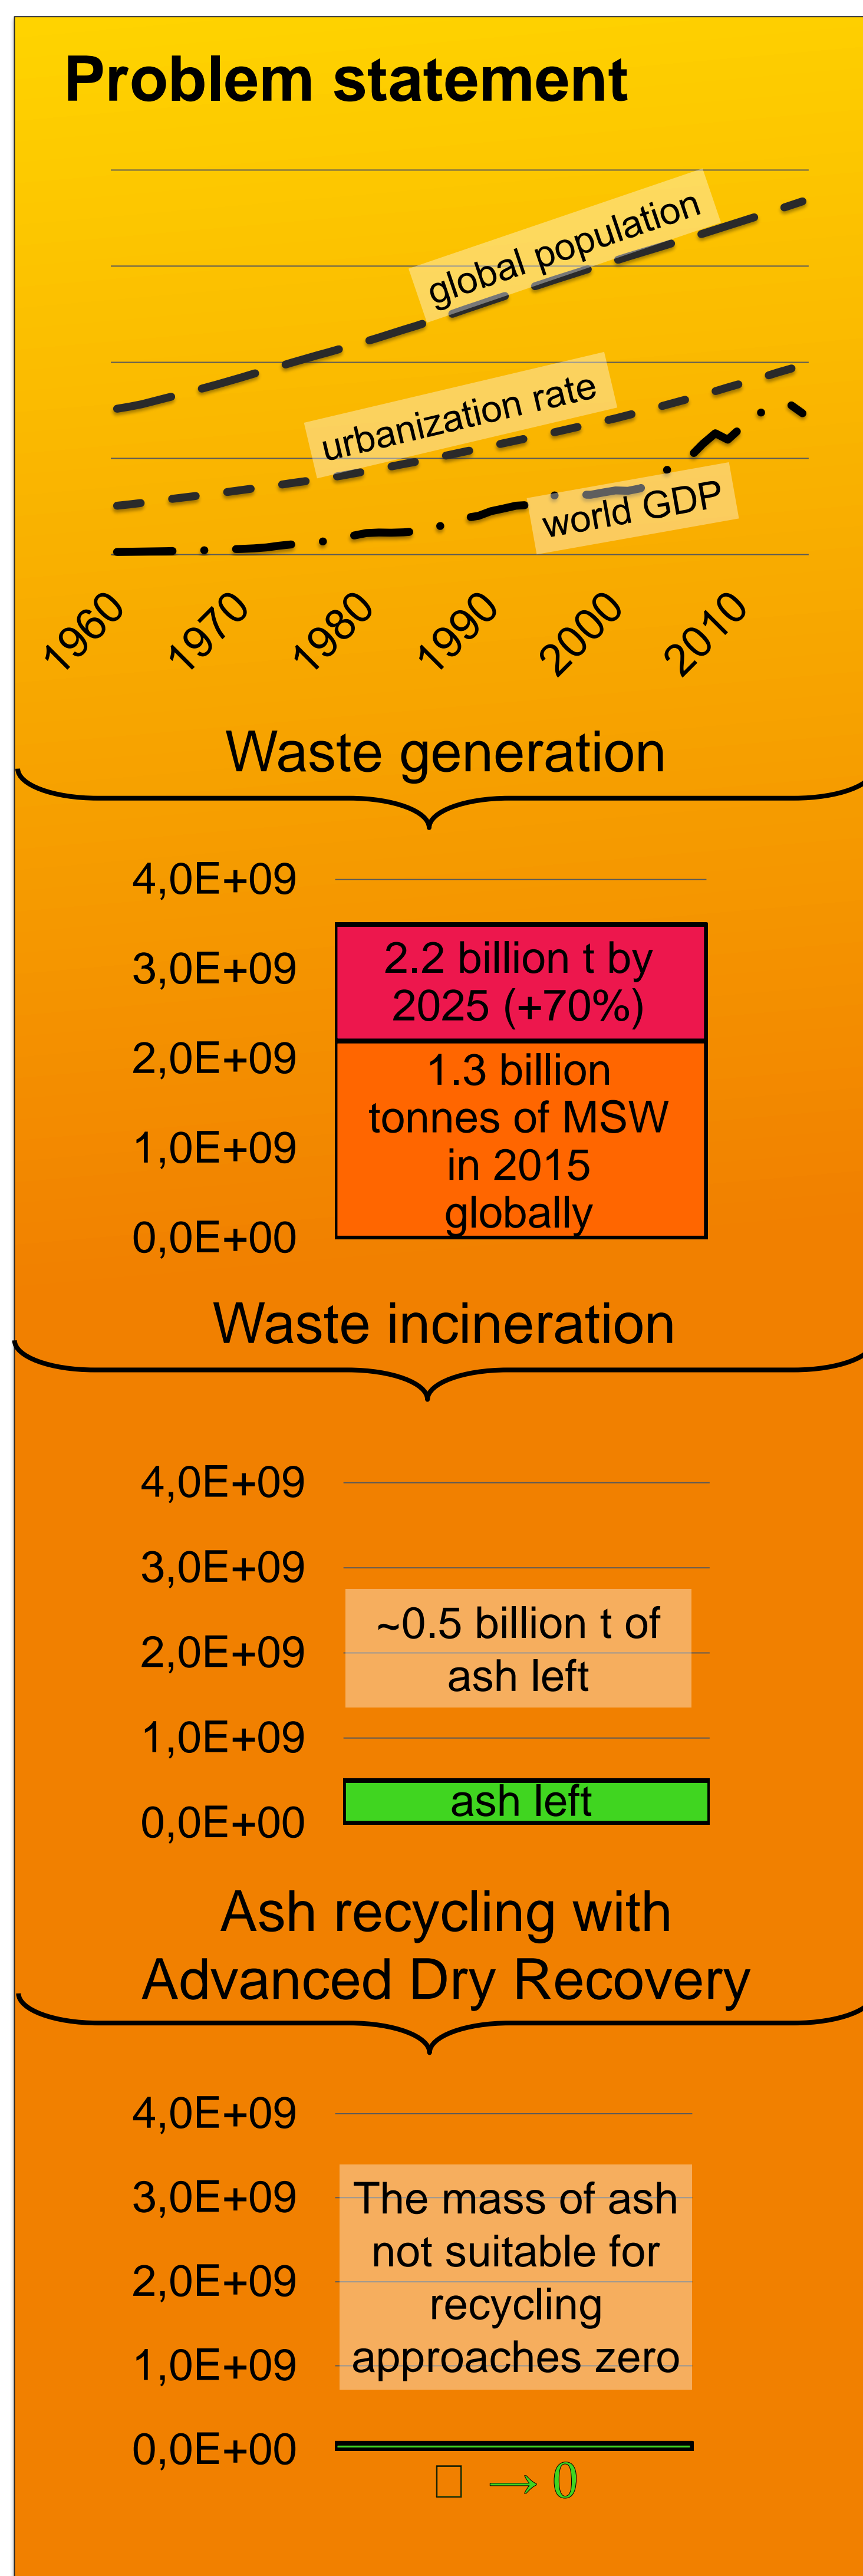 Problem statement
global population
urbanization rate
world GDP
1960 1970 1980 1990 2000 2010
Waste generation
4,0E+09
3,0E+09
2,0E+09
1,0E+09
0,0E+00
2.2 billion t by
2025 (+70%)
1.3 billion
tonnes of MSW
in 2015
globally
Waste incineration
4,0E+09
3,0E+09
2,0E+09
1,0E+09
0,0E+00
~0.5 billion t of
ash left
ash left
Ash recycling with
Advanced Dry Recovery
4,0E+09
3,0E+09
2,0E+09
1,0E+09
0,0E+00
The mass of ash
not suitable for
recycling
approaches zero
□ → 0